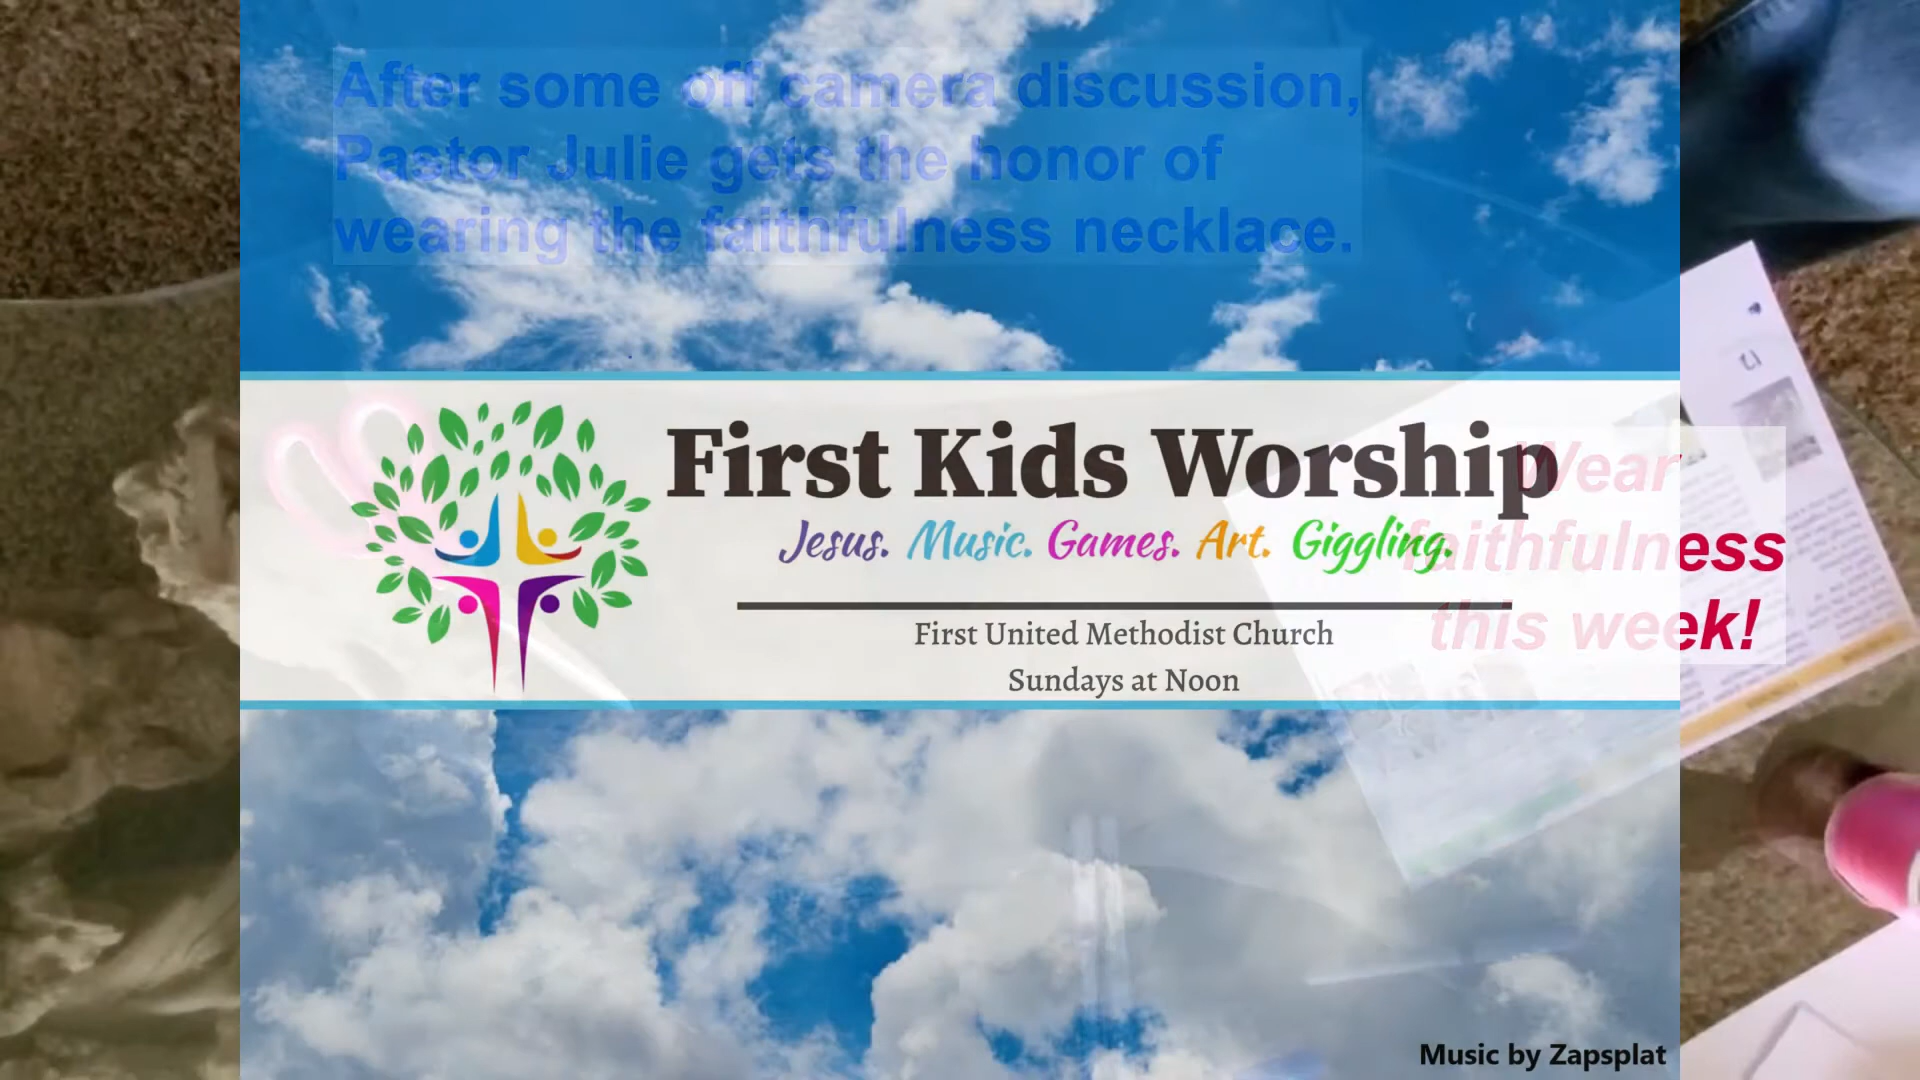 After some off camera discussion,
Pastor Julie gets the honor of
wearing the faithfulness necklace.
First Kids Worship
Jesus. Music. Games. Art. Giggling.
First United Methodist Church
Sundays at Noon
Wear
faithfulness
this week!
Music by Zapsplat